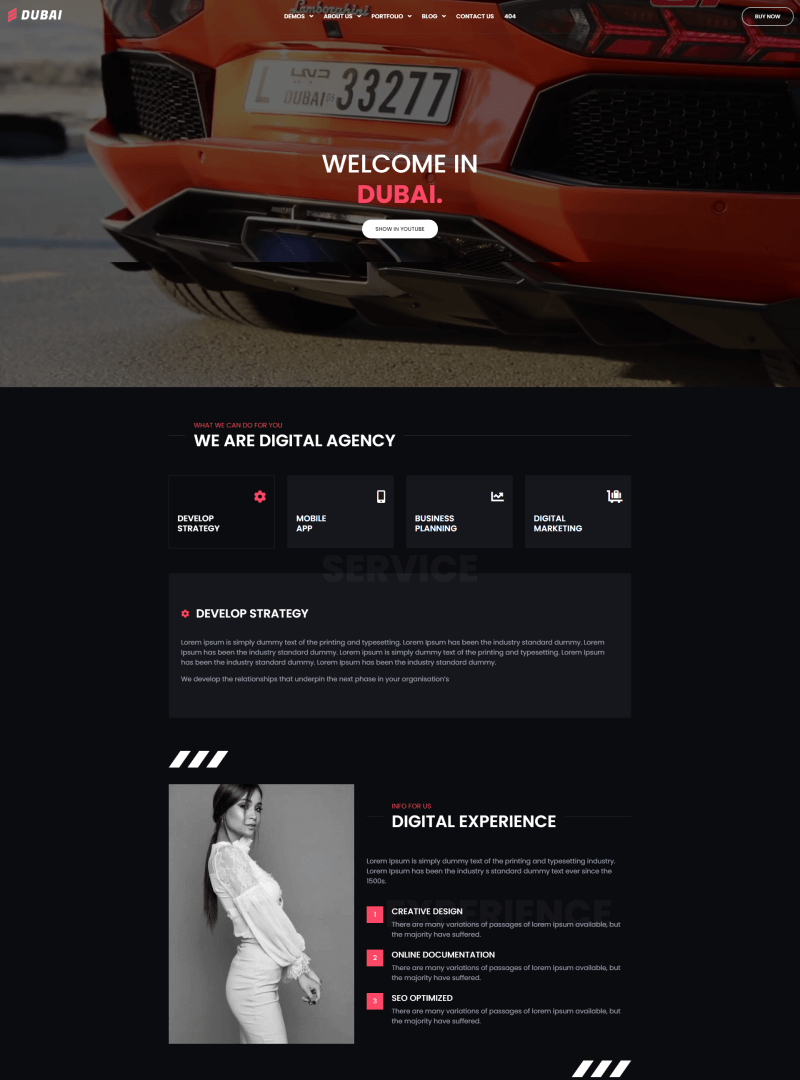 DUBAI
DEMOS
ABOUT US
PORTFOLIO
BLOG
CONTACT US
404
BUY NOW
Lamborghini
L دبي DUBAI 33277
WELCOME IN
DUBAI.
SHOW IN YOUTUBE
WHAT WE CAN DO FOR YOU
WE ARE DIGITAL AGENCY
DEVELOP
STRATEGY
MOBILE
APP
BUSINESS
PLANNING
DIGITAL
MARKETING
SERVICE
DEVELOP STRATEGY
Lorem ipsum is simply dummy text of the printing and typesetting. Lorem Ipsum has been the industry standard dummy. Lorem
Ipsum has been the industry standard dummy. Lorem ipsum is simply dummy text of the printing and typesetting. Lorem Ipsum
has been the industry standard dummy. Lorem Ipsum has been the industry standard dummy.
We develop the relationships that underpin the next phase in your organisation's
INFO FOR US
DIGITAL EXPERIENCE
Lorem Ipsum is simply dummy text of the printing and typesetting industry.
Lorem Ipsum has been the industry s standard dummy text ever since the
1500s.
EXPERIENCE
1 CREATIVE DESIGN
There are many variations of passages of lorem ipsum available, but
the majority have suffered.
2 ONLINE DOCUMENTATION
There are many variations of passages of lorem ipsum available, but
the majority have suffered.
3 SEO OPTIMIZED
There are many variations of passages of lorem ipsum available, but
the majority have suffered.